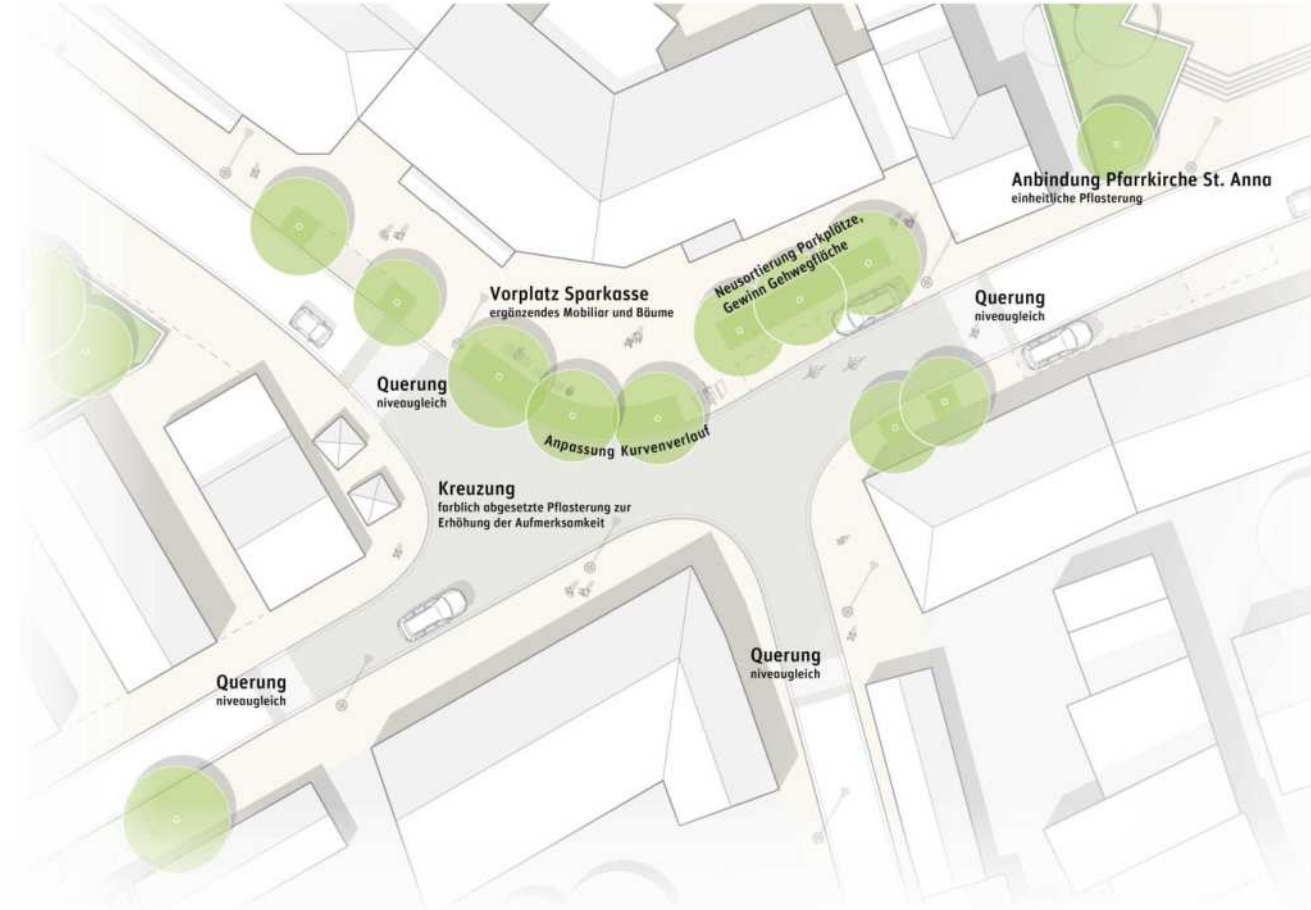 Anbindung Pfarrkirche St. Anna
einheitliche Pflasterung
Neusortierung Parkplätze,
Gewinn Gehwegfläche
Vorplatz Sparkasse
ergänzendes Mobiliar und Bäume
Querung
niveaugleich
Querung
niveaugleich
Anpassung Kurvenverlauf
Kreuzung
farblich abgesetzte Pflasterung zur
Erhöhung der Aufmerksamkeit
Querung
niveaugleich
Querung
niveaugleich